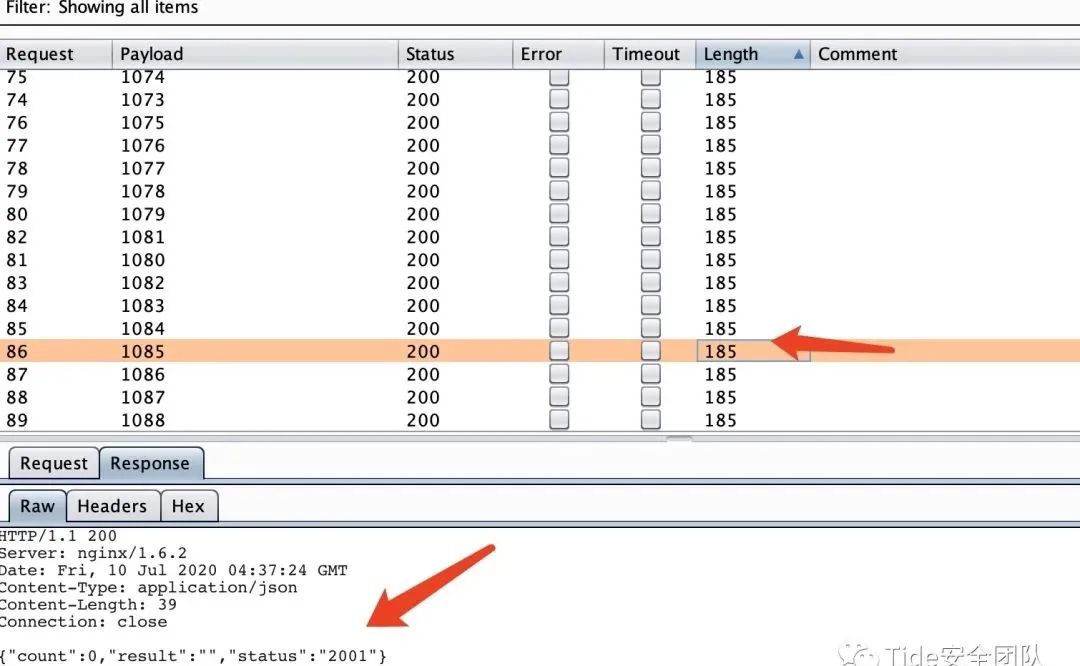 Filter: Showing all items
Request Payload Status Error Timeout Length Comment
75 1074 200 185
74 1073 200 185
76 1075 200 185
77 1076 200 185
78 1077 200 185
79 1078 200 185
80 1079 200 185
82 1081 200 185
81 1080 200 185
83 1082 200 185
84 1083 200 185
85 1084 200 185
86 1085 200 185
87 1086 200 185
88 1087 200 185
89 1088 200 185
Request Response
Raw Headers Hex
HTTP/1.1 200
Server: nginx/1.6.2
Date: Fri, 10 Jul 2020 04:37:24 GMT
Content-Type: application/json
Content-Length: 39
Connection: close
{"count":0,"result":"","status":"2001"}
Tide安全团队